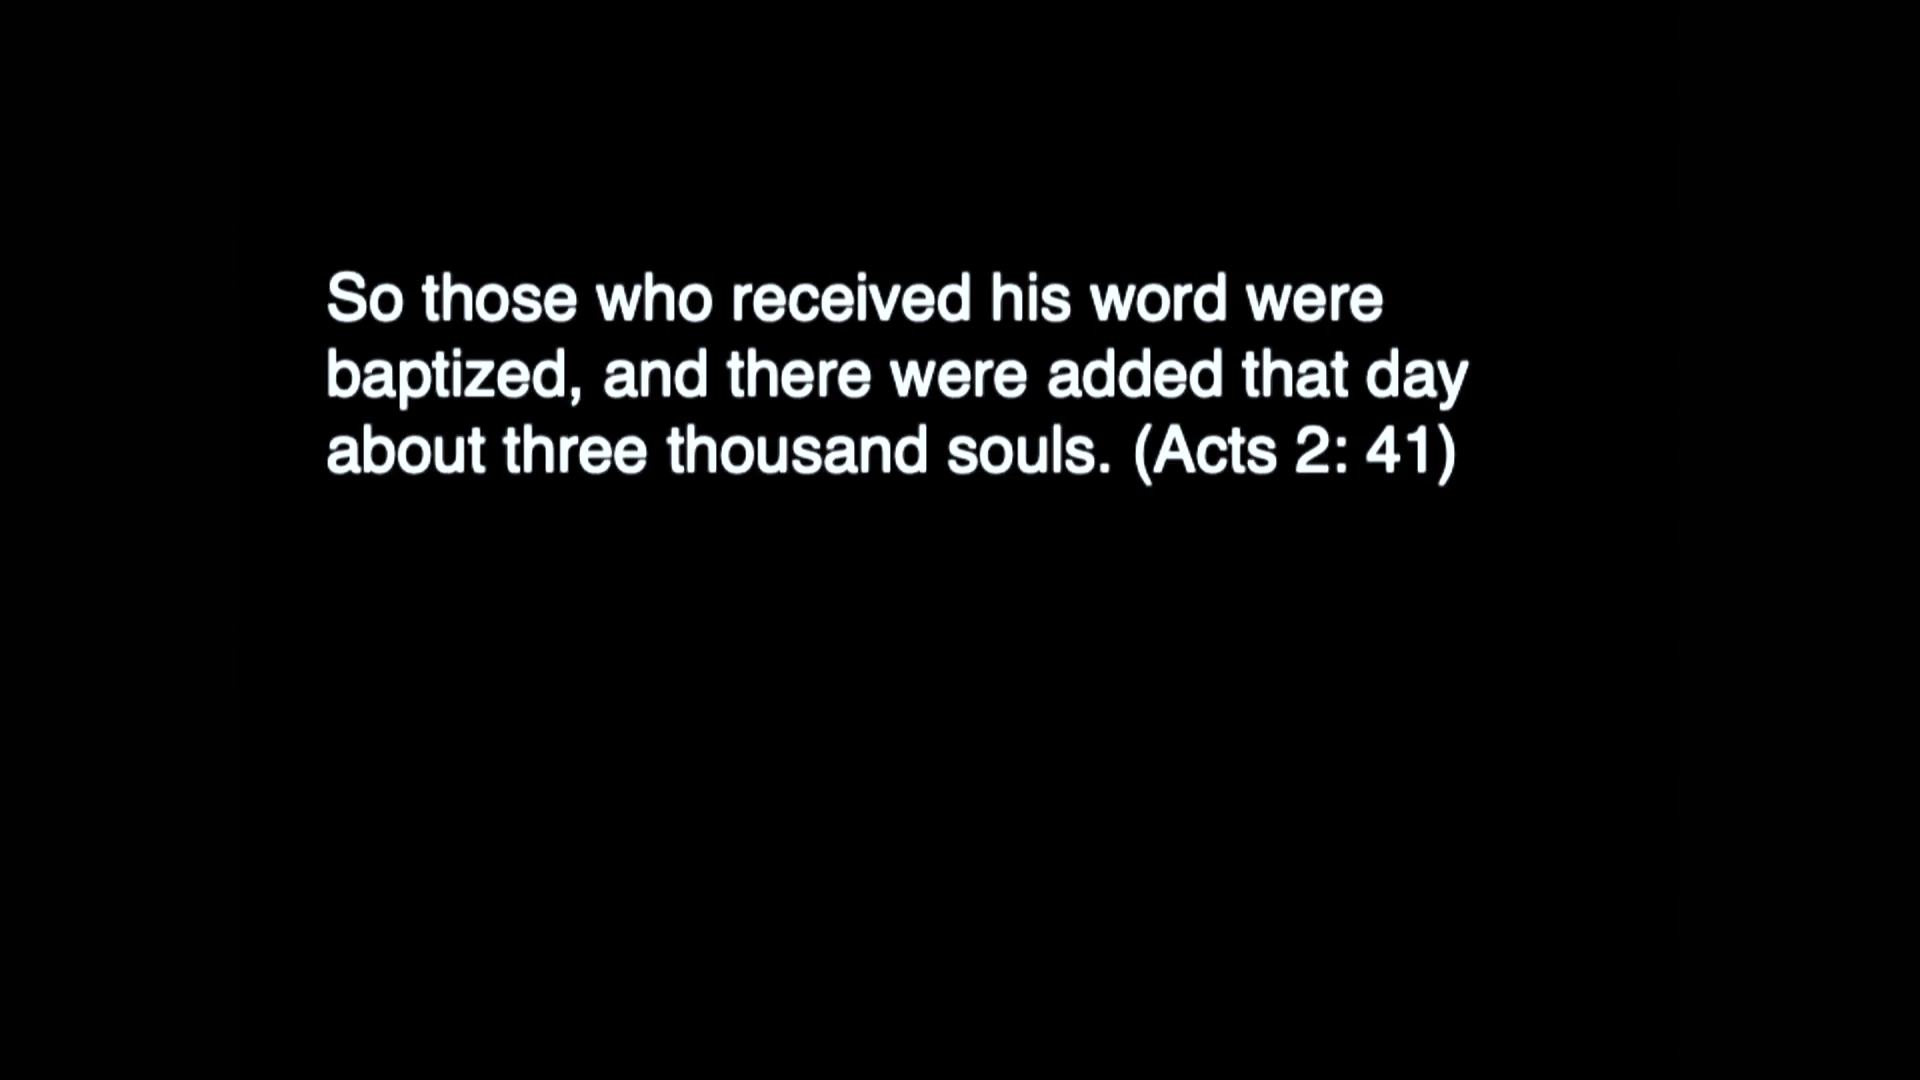 So those who received his word were
baptized, and there were added that day
about three thousand souls. (Acts 2: 41)